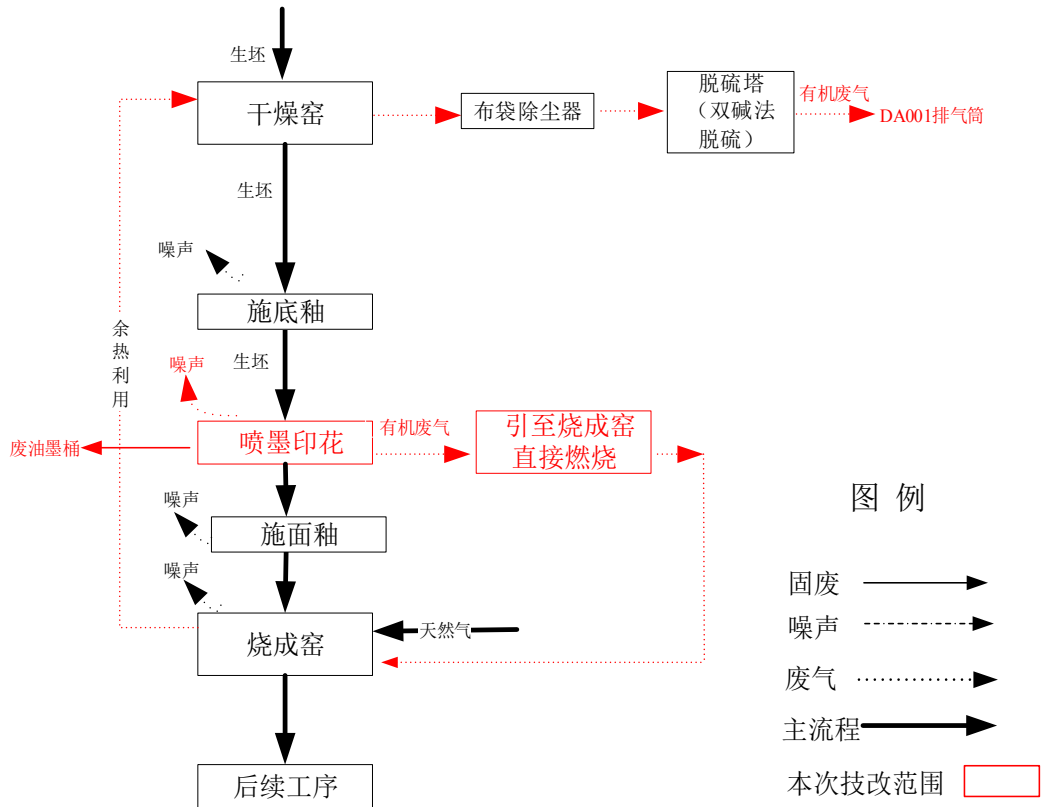 生坯
干燥窑
布袋除尘器
脱硫塔
（双碱法
脱硫）
有机废气
DA001排气筒
生坯
噪声
施底釉
余热利用
噪声
生坯
废油墨桶
喷墨印花
有机废气
引至烧成窑
直接燃烧
噪声
施面釉
噪声
烧成窑
天然气
后续工序
图 例
固废
噪声
废气
主流程
本次技改范围